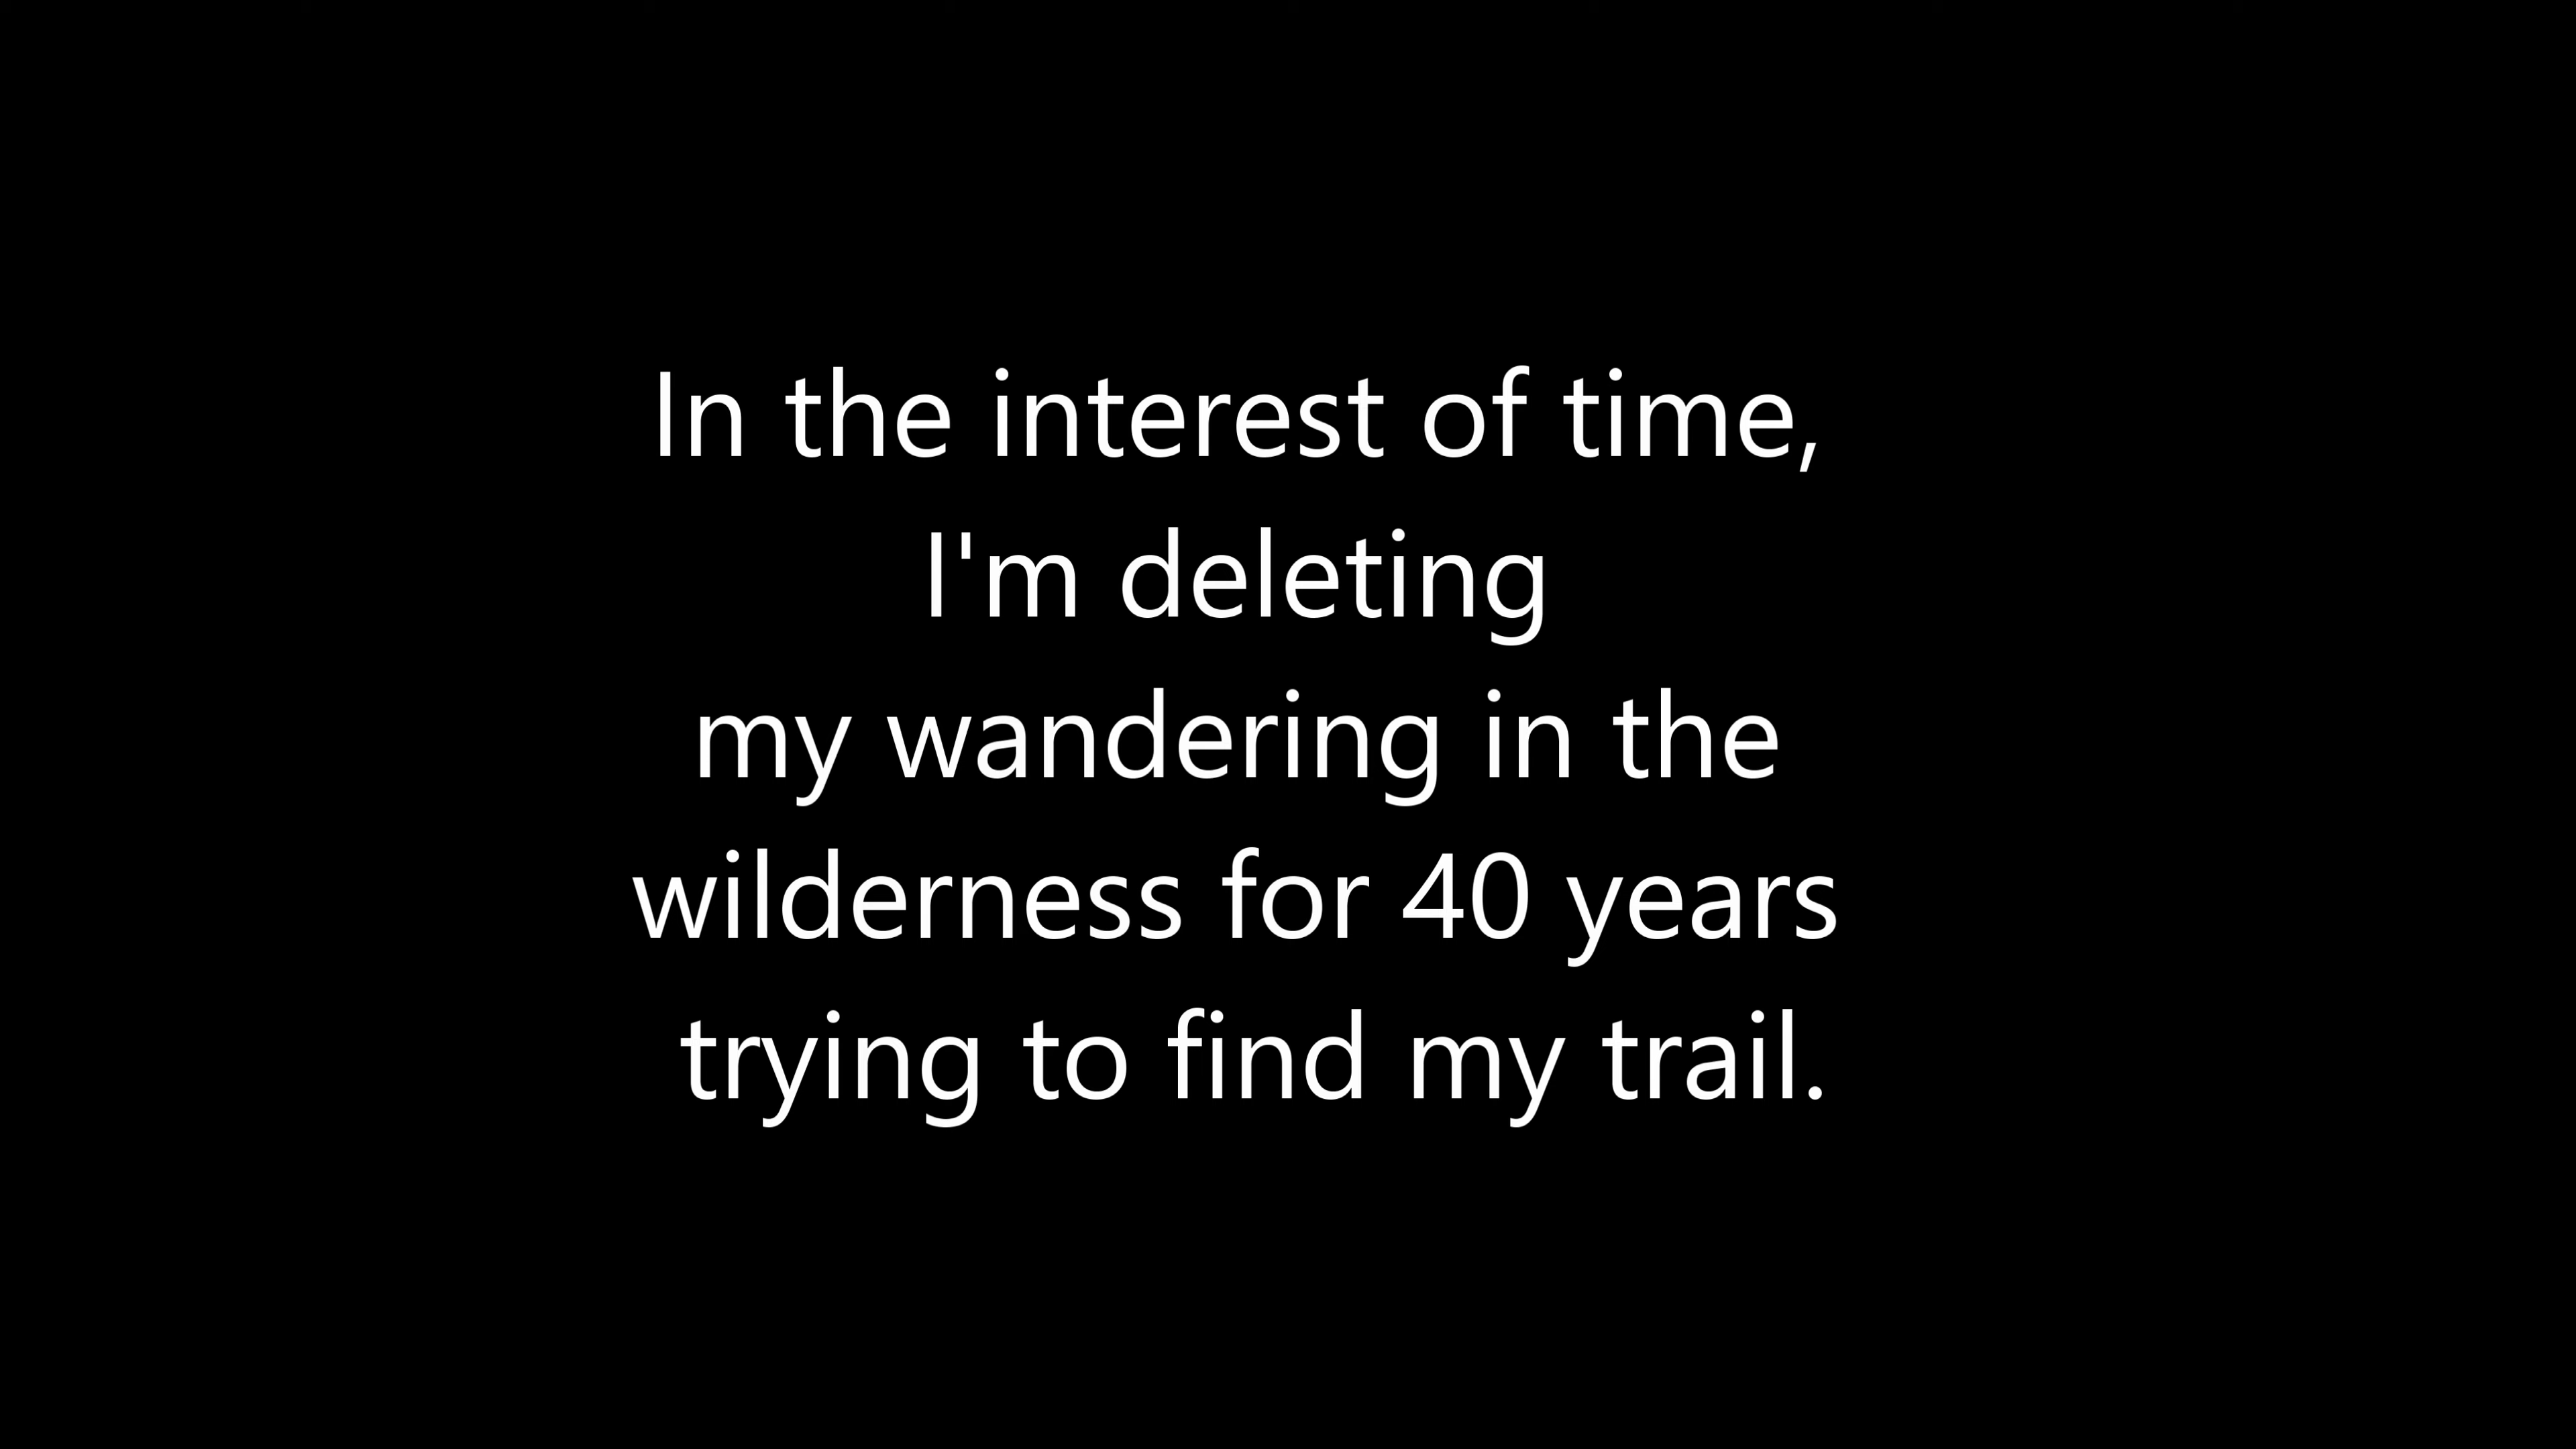 In the interest of time,
I'm deleting
my wandering in the
wilderness for 40 years
trying to find my trail.